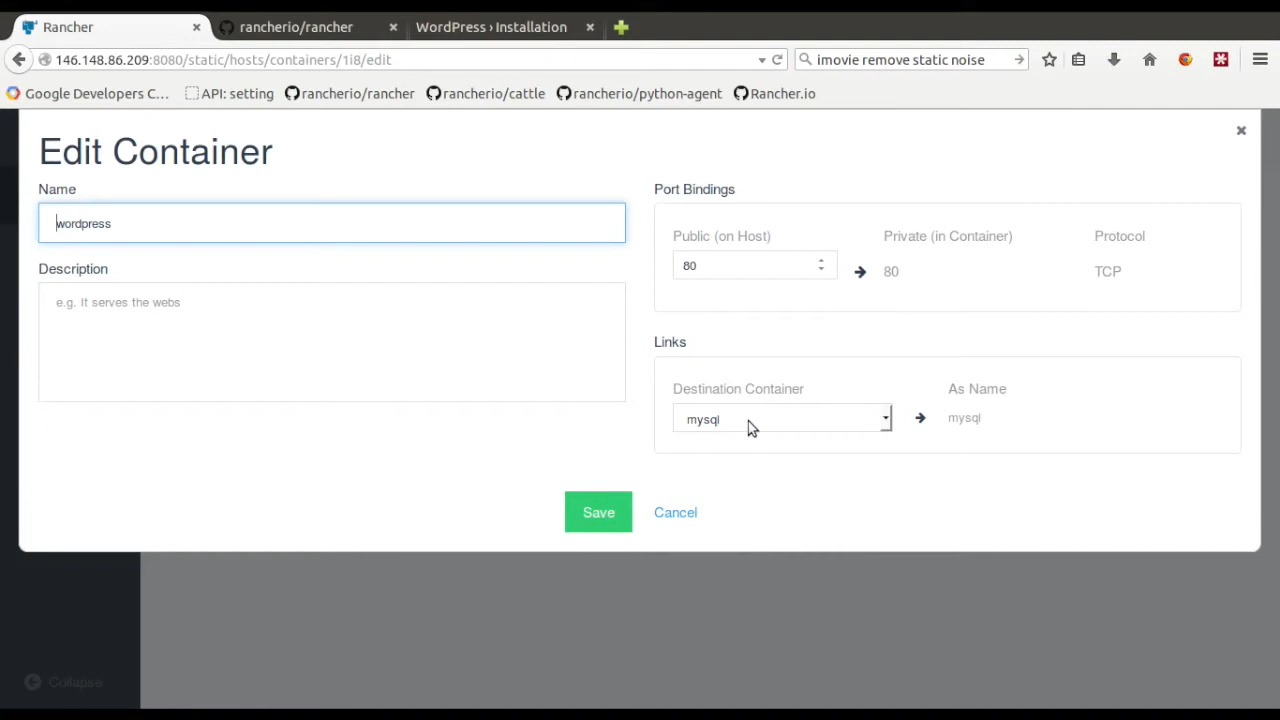 Rancher
rancherio/rancher
WordPress › Installation
146.148.86.209:8080/static/hosts/containers/1i8/edit
imovie remove static noise
Google Developers C...
API: setting
rancherio/rancher
rancherio/cattle
rancherio/python-agent
Rancher.io
Edit Container
Name
wordpress
Description
e.g. It serves the webs
Port Bindings
Public (on Host)
Private (in Container)
Protocol
80
80
TCP
Links
Destination Container
As Name
mysql
mysql
Save
Cancel
Collapse